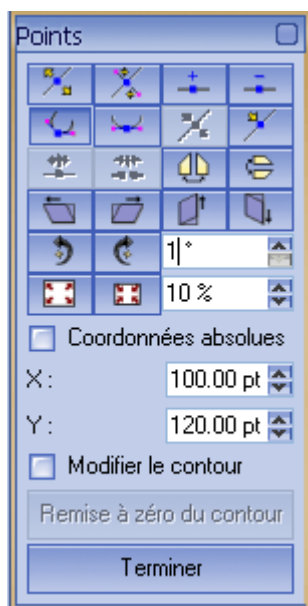 Points
1°
10 %
Coordonnées absolues
X : 100.00 pt
Y : 120.00 pt
Modifier le contour
Remise à zéro du contour
Terminer